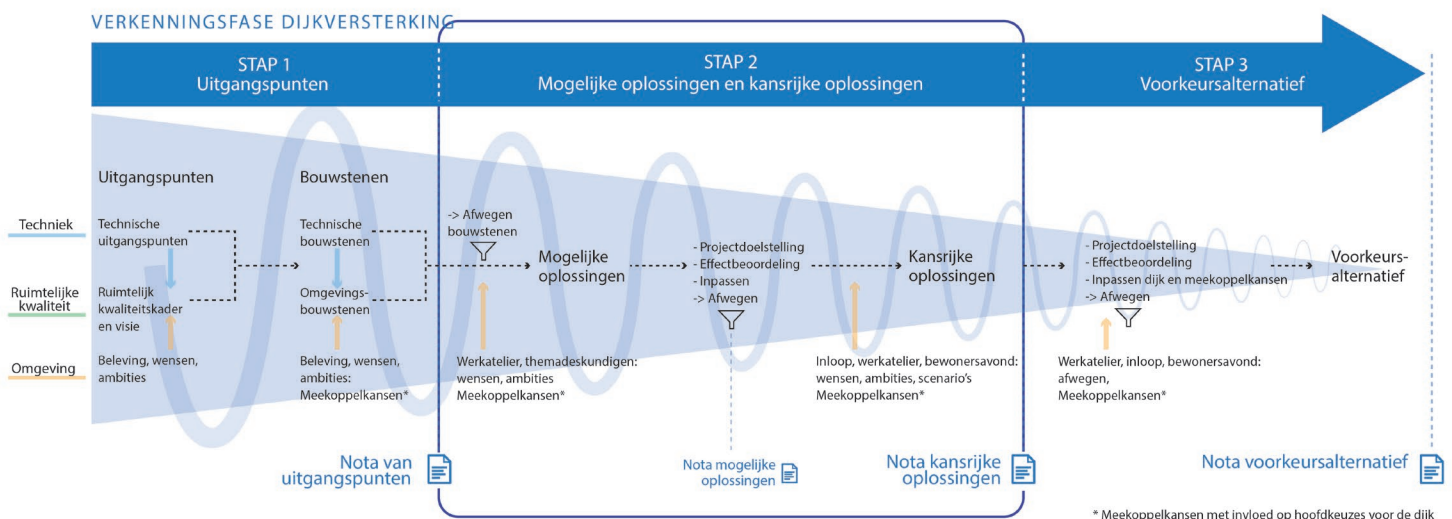 VERKENNINGSFASE DIJKVERSTERKING
STAP 1
Uitgangspunten
STAP 2
Mogelijke oplossingen en kansrijke oplossingen
STAP 3
Voorkeursalternatief
Techniek
Ruimtelijke
kwaliteit
Omgeving
Uitgangspunten
Technische
uitgangspunten
Ruimtelijk
kwaliteitskader
en visie
Beleving, wensen,
ambities
Bouwstenen
Technische
bouwstenen
Omgevings-
bouwstenen
Beleving, wensen,
ambities:
Meekoppelkansen*
-> Afwegen
bouwstenen
Mogelijke
oplossingen
Werkatelier, themadeskundigen:
wensen, ambities
Meekoppelkansen*
- Projectdoelstelling
- Effectbeoordeling
- Inpassen
-> Afwegen
Kansrijke
oplossingen
Inloop, werkatelier, bewonersavond:
wensen, ambities, scenario's
Meekoppelkansen*
- Projectdoelstelling
- Effectbeoordeling
- Inpassen dijk en meekoppelkansen
-> Afwegen
Werkatelier, inloop, bewonersavond:
afwegen,
Meekoppelkansen*
Voorkeurs-
alternatief
Nota van
uitgangspunten
Nota mogelijke
oplossingen
Nota kansrijke
oplossingen
Nota voorkeursalternatief
* Meekoppelkansen met invloed op hoofdkeuzes voor de dijk